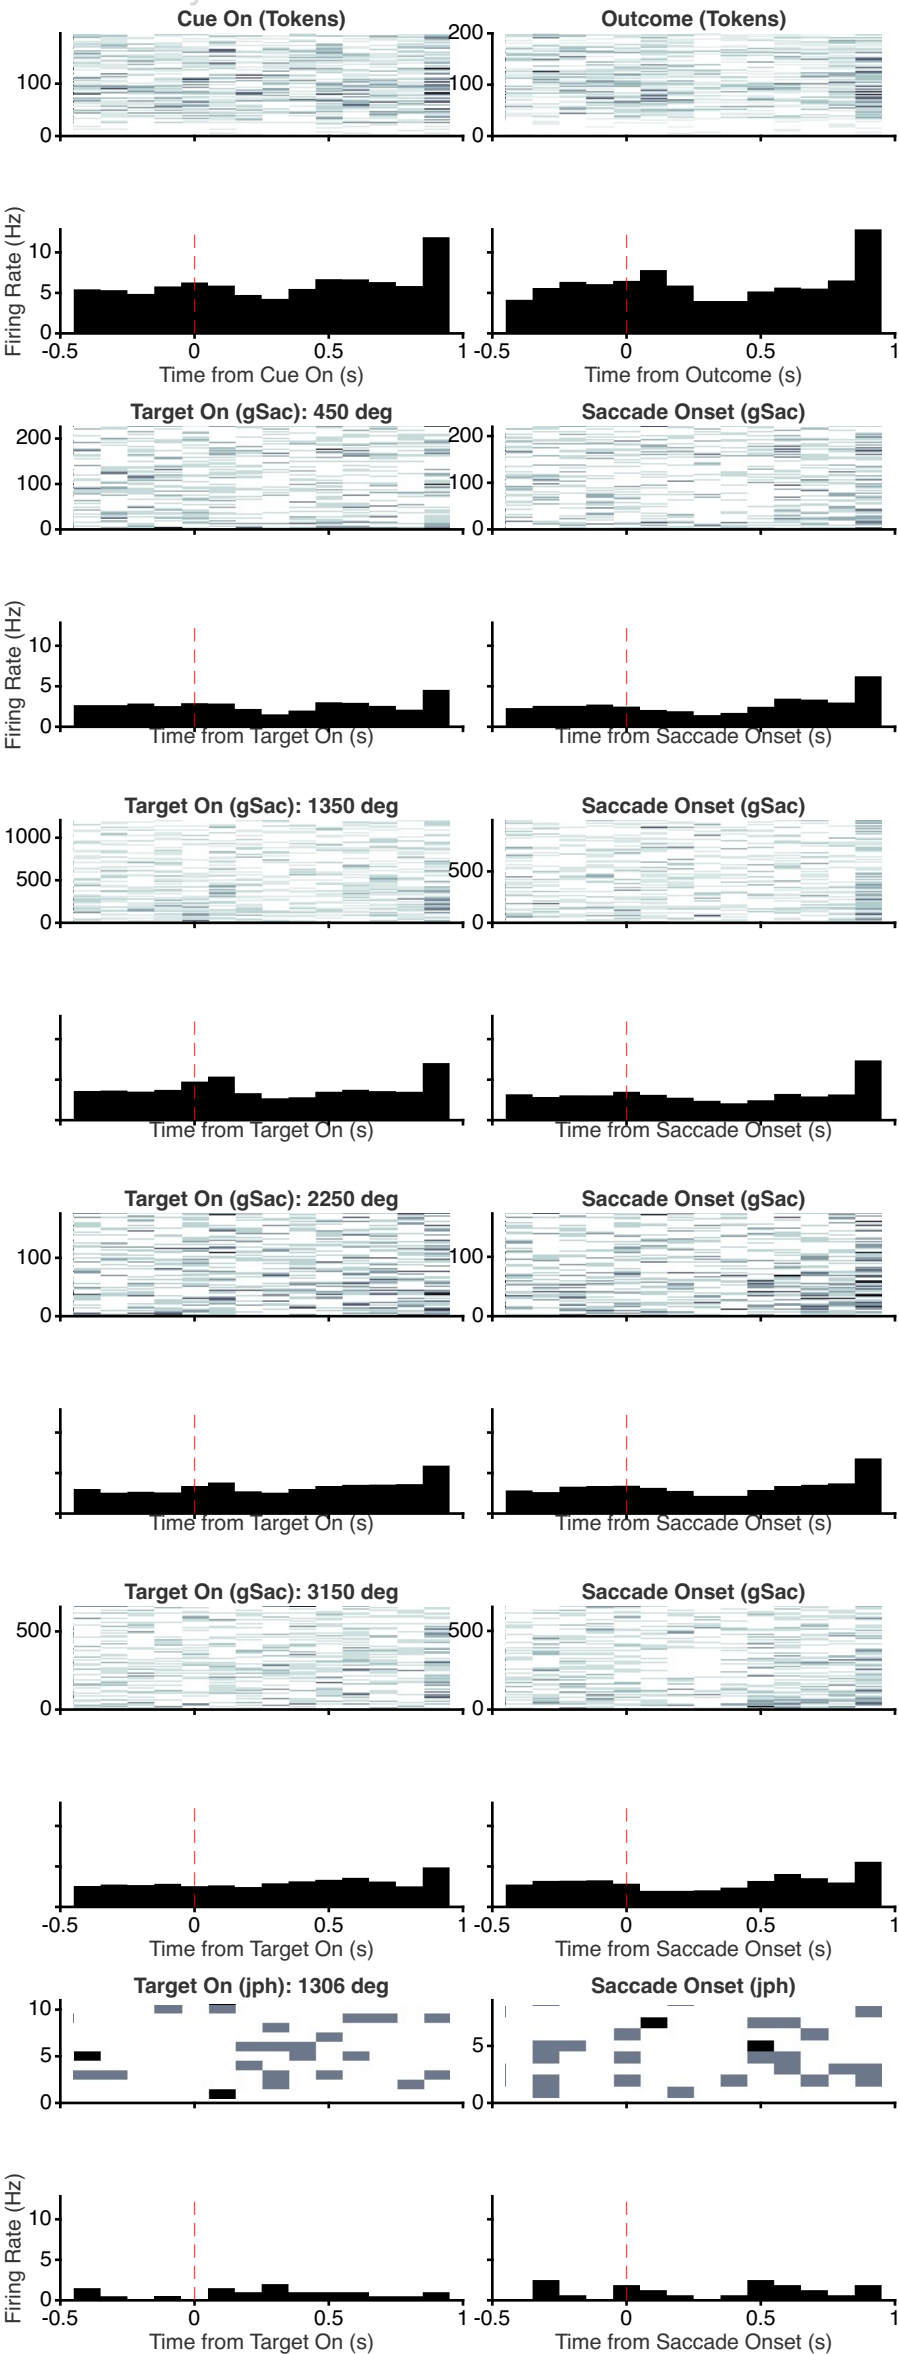 Cue On (Tokens) Outcome (Tokens)
200
100 100
0 0
Firing Rate (Hz)
10
5
0
-0.5 0 0.5 1 -0.5 0 0.5 1
Time from Cue On (s) Time from Outcome (s)
Target On (gSac): 450 deg Saccade Onset (gSac)
200 200
100 100
0 0
Firing Rate (Hz)
10
5
0
Time from Target On (s) Time from Saccade Onset (s)
Target On (gSac): 1350 deg Saccade Onset (gSac)
1000
500 500
0 0
Time from Target On (s) Time from Saccade Onset (s)
Target On (gSac): 2250 deg Saccade Onset (gSac)
100 100
0 0
Time from Target On (s) Time from Saccade Onset (s)
Target On (gSac): 3150 deg Saccade Onset (gSac)
500 500
0 0
-0.5 0 0.5 1 -0.5 0 0.5 1
Time from Target On (s) Time from Saccade Onset (s)
Target On (jph): 1306 deg Saccade Onset (jph)
10
5 5
0 0
Firing Rate (Hz)
10
5
0
-0.5 0 0.5 1 -0.5 0 0.5 1
Time from Target On (s) Time from Saccade Onset (s)